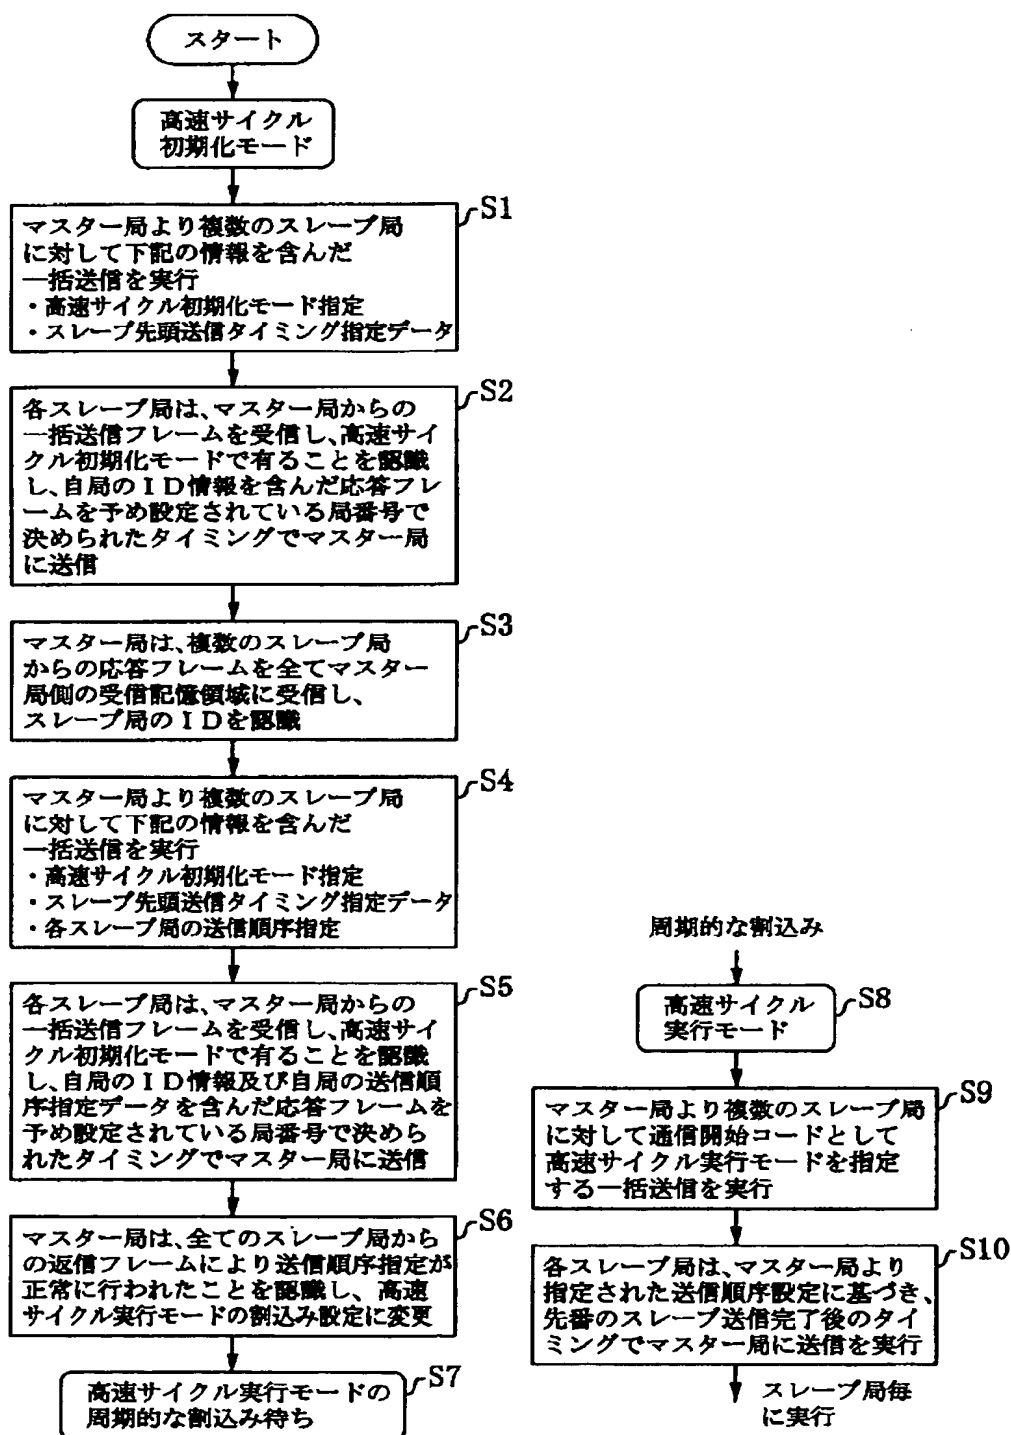 スタート
高速サイクル
初期化モード
S1
マスター局より複数のスレーブ局
に対して下記の情報を含んだ
一括送信を実行
・高速サイクル初期化モード指定
・スレーブ先頭送信タイミング指定データ
S2
各スレーブ局は、マスター局からの
一括送信フレームを受信し、高速サイ
クル初期化モードで有ることを認識
し、自局のID情報を含んだ応答フレ
ームを予め設定されている局番号で
決められたタイミングでマスター局
に送信
S3
マスター局は、複数のスレーブ局
からの応答フレームを全てマスター
局側の受信記憶領域に受信し、
スレーブ局のIDを認識
S4
マスター局より複数のスレーブ局
に対して下記の情報を含んだ
一括送信を実行
・高速サイクル初期化モード指定
・スレーブ先頭送信タイミング指定データ
・各スレーブ局の送信順序指定
S5
各スレーブ局は、マスター局からの
一括送信フレームを受信し、高速サイ
クル初期化モードで有ることを認識
し、自局のID情報及び自局の送信順
序指定データを含んだ応答フレームを
予め設定されている局番号で決めら
れたタイミングでマスター局に送信
S6
マスター局は、全てのスレーブ局から
の返信フレームにより送信順序指定が
正常に行われたことを認識し、高速
サイクル実行モードの割込み設定に変更
S7
高速サイクル実行モードの
周期的な割込み待ち
周期的な割込み
S8
高速サイクル
実行モード
S9
マスター局より複数のスレーブ局
に対して通信開始コードとして
高速サイクル実行モードを指定
する一括送信を実行
S10
各スレーブ局は、マスター局より
指定された送信順序設定に基づき、
先番のスレーブ送信完了後のタイ
ミングでマスター局に送信を実行
スレーブ局毎
に実行